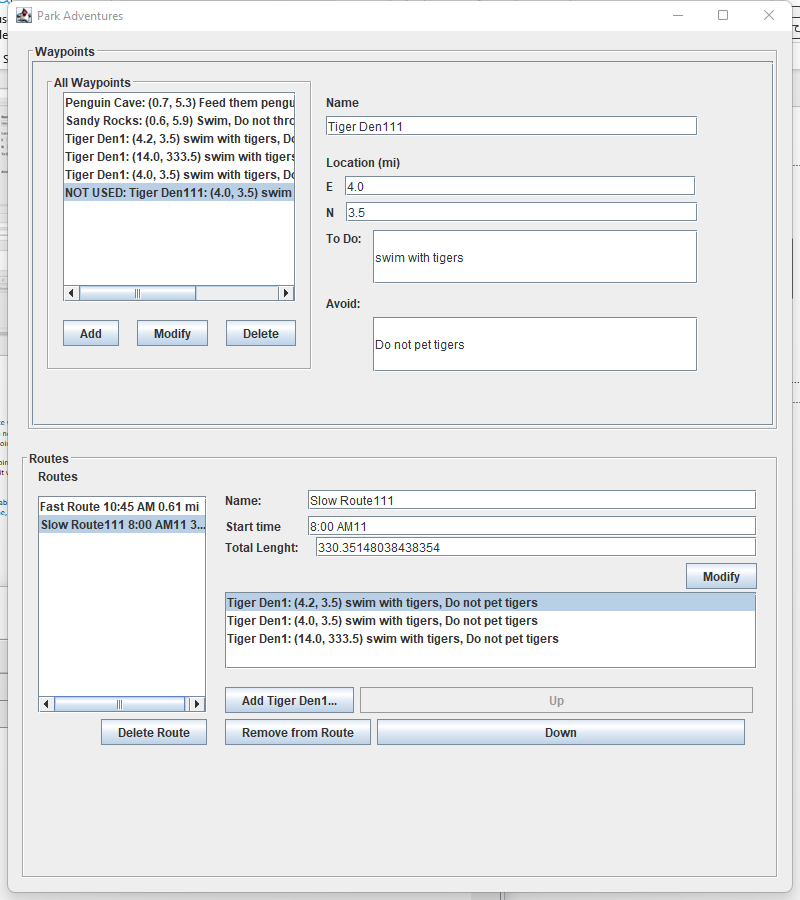 Park Adventures
Waypoints
All Waypoints
Penguin Cave: (0.7, 5.3) Feed them pengu
Sandy Rocks: (0.6, 5.9) Swim, Do not thro
Tiger Den1: (4.2, 3.5) swim with tigers, Do
Tiger Den1: (14.0, 333.5) swim with tigers
Tiger Den1: (4.0, 3.5) swim with tigers, Do
NOT USED: Tiger Den111: (4.0, 3.5) swim
Add
Modify
Delete
Name
Tiger Den111
Location (mi)
E
4.0
N
3.5
To Do:
swim with tigers
Avoid:
Do not pet tigers
Routes
Routes
Fast Route 10:45 AM 0.61 mi
Slow Route111 8:00 AM11 3...
Delete Route
Name:
Slow Route111
Start time
8:00 AM11
Total Lenght:
330.35148038438354
Modify
Tiger Den1: (4.2, 3.5) swim with tigers, Do not pet tigers
Tiger Den1: (4.0, 3.5) swim with tigers, Do not pet tigers
Tiger Den1: (14.0, 333.5) swim with tigers, Do not pet tigers
Add Tiger Den1...
Up
Remove from Route
Down